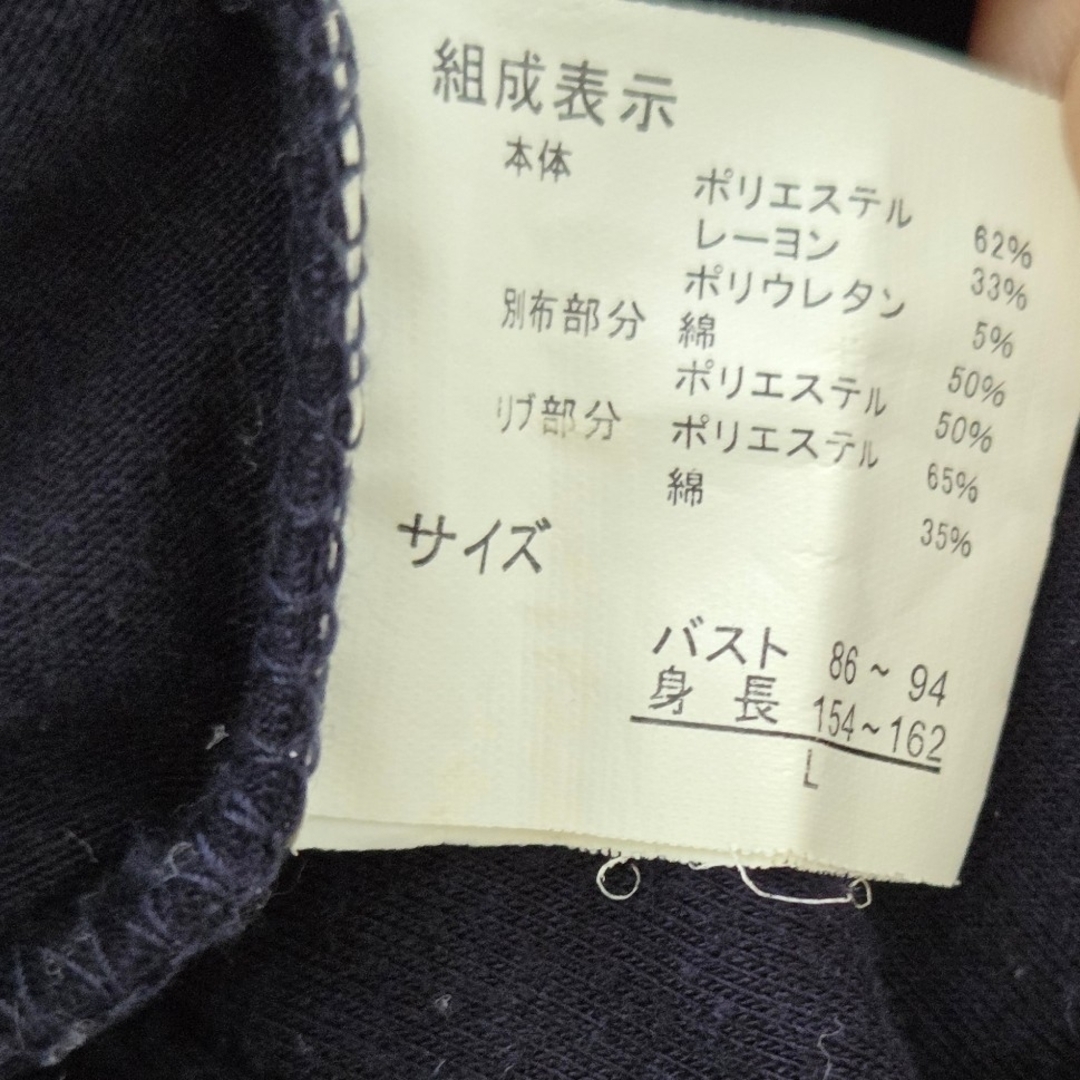 組成表示
本体 ポリエステル 62%
レーヨン 33%
ポリウレタン 5%
別布部分 綿 50%
ポリエステル 50%
リブ部分 ポリエステル 65%
綿 35%
サイズ
バスト 86~94
身長 154~162
L